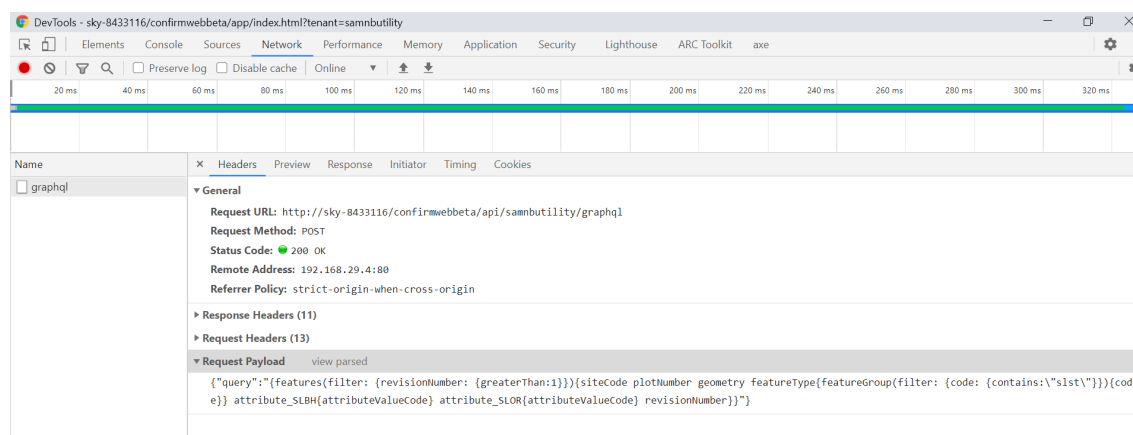 DevTools - sky-8433116/confirmwebbeta/app/index.html?tenant=samnbutility
Elements Console Sources Network Performance Memory Application Security Lighthouse ARC Toolkit axe
Preserve log Disable cache Online
20 ms 40 ms 60 ms 80 ms 100 ms 120 ms 140 ms 160 ms 180 ms 200 ms 220 ms 240 ms 260 ms 280 ms 300 ms 320 ms
Name × Headers Preview Response Initiator Timing Cookies
graphql
General
Request URL: http://sky-8433116/confirmwebbeta/api/samnbutility/graphql
Request Method: POST
Status Code: 200 OK
Remote Address: 192.168.29.4:80
Referrer Policy: strict-origin-when-cross-origin
Response Headers (11)
Request Headers (13)
Request Payload view parsed
{"query":"{features(filter: {revisionNumber: {greaterThan:1}}){siteCode plotNumber geometry featureType{featureGroup(filter: {code: {contains:\"slst\"}}){cod
e}} attribute_SLBH{attributeValueCode} attribute_SLOR{attributeValueCode} revisionNumber}}"}